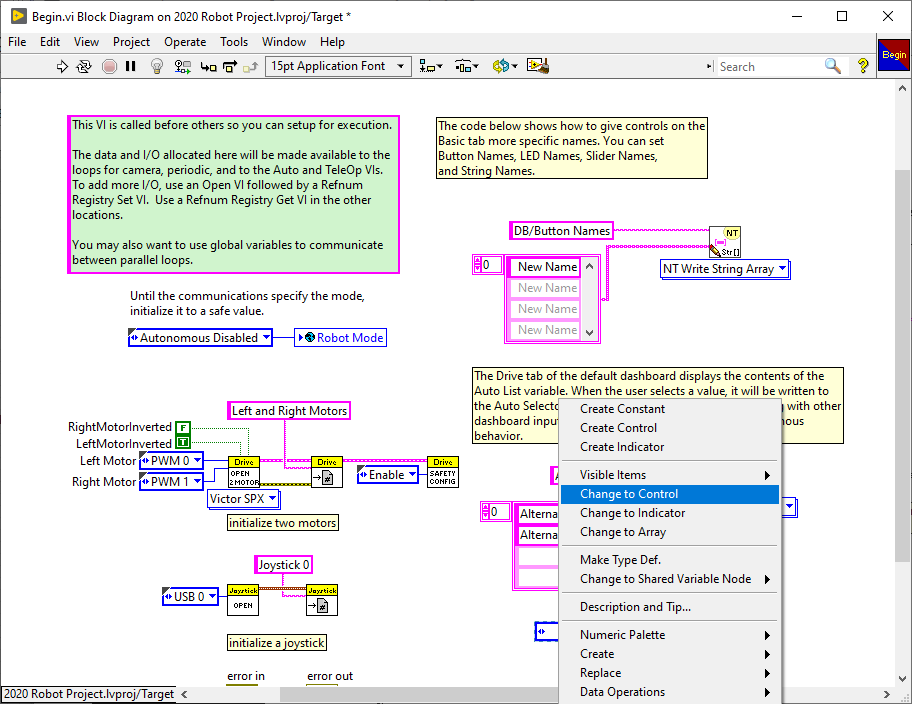 Begin.vi Block Diagram on 2020 Robot Project.lvproj/Target *
File Edit View Project Operate Tools Window Help
15pt Application Font
Search
?
Begin
This VI is called before others so you can setup for execution.
The data and I/O allocated here will be made available to the
loops for camera, periodic, and to the Auto and TeleOp VIs.
To add more I/O, use an Open VI followed by a Refnum
Registry Set VI. Use a Refnum Registry Get VI in the other
locations.
You may also want to use global variables to communicate
between parallel loops.
The code below shows how to give controls on the
Basic tab more specific names. You can set
Button Names, LED Names, Slider Names,
and String Names.
DB/Button Names
NT
Str[]
NT Write String Array
0
New Name
New Name
New Name
New Name
Until the communications specify the mode,
initialize it to a safe value.
Autonomous Disabled
Robot Mode
The Drive tab of the default dashboard displays the contents of the
Auto List variable. When the user selects a value, it will be written to
the Auto Selecto
with other
dashboard input
behavior.
Left and Right Motors
RightMotorInverted F
LeftMotorInverted T
Left Motor PWM 0
Right Motor PWM 1
Drive
OPEN
2 MOTOR
Drive
#
Enable
Drive
SAFETY
CONFIG
Victor SPX
initialize two motors
0
Alterna
Alterna
Joystick 0
USB 0
Joystick
OPEN
Joystick
#
initialize a joystick
error in
error out
Create Constant
Create Control
Create Indicator
Visible Items
Change to Control
Change to Indicator
Change to Array
Make Type Def.
Change to Shared Variable Node
Description and Tip...
Numeric Palette
Create
Replace
Data Operations
2020 Robot Project.lvproj/Target